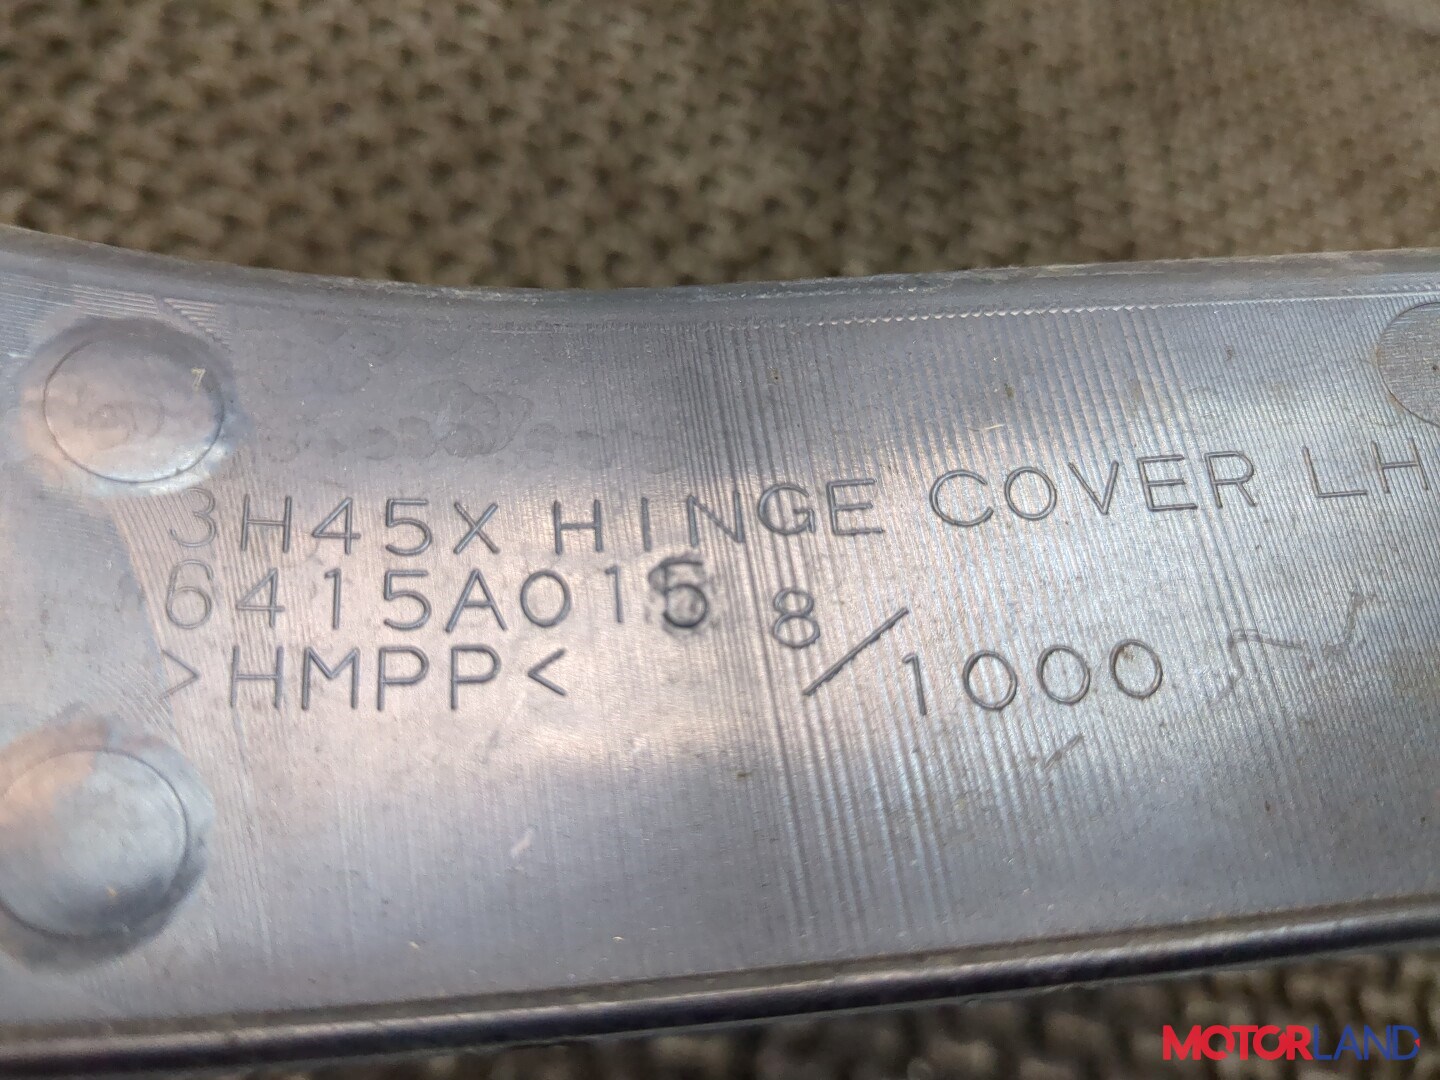 3H45X HINGE COVER LH
6415A015 8/1000
>HMPP<
MOTORLAND